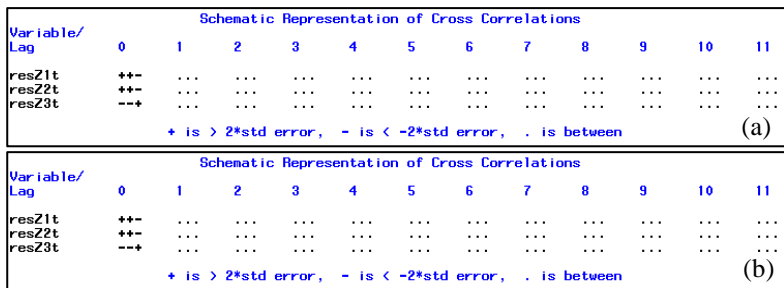 Schematic Representation of Cross Correlations
Variable/
Lag 0 1 2 3 4 5 6 7 8 9 10 11
resZ1t ++- ... ... ... ... ... ... ... ... ... ... ...
resZ2t ++- ... ... ... ... ... ... ... ... ... ... ...
resZ3t --+ ... ... ... ... ... ... ... ... ... ... ...
+ is > 2*std error, - is < -2*std error, . is between
(a)
Schematic Representation of Cross Correlations
Variable/
Lag 0 1 2 3 4 5 6 7 8 9 10 11
resZ1t ++- ... ... ... ... ... ... ... ... ... ... ...
resZ2t ++- ... ... ... ... ... ... ... ... ... ... ...
resZ3t --+ ... ... ... ... ... ... ... ... ... ... ...
+ is > 2*std error, - is < -2*std error, . is between
(b)